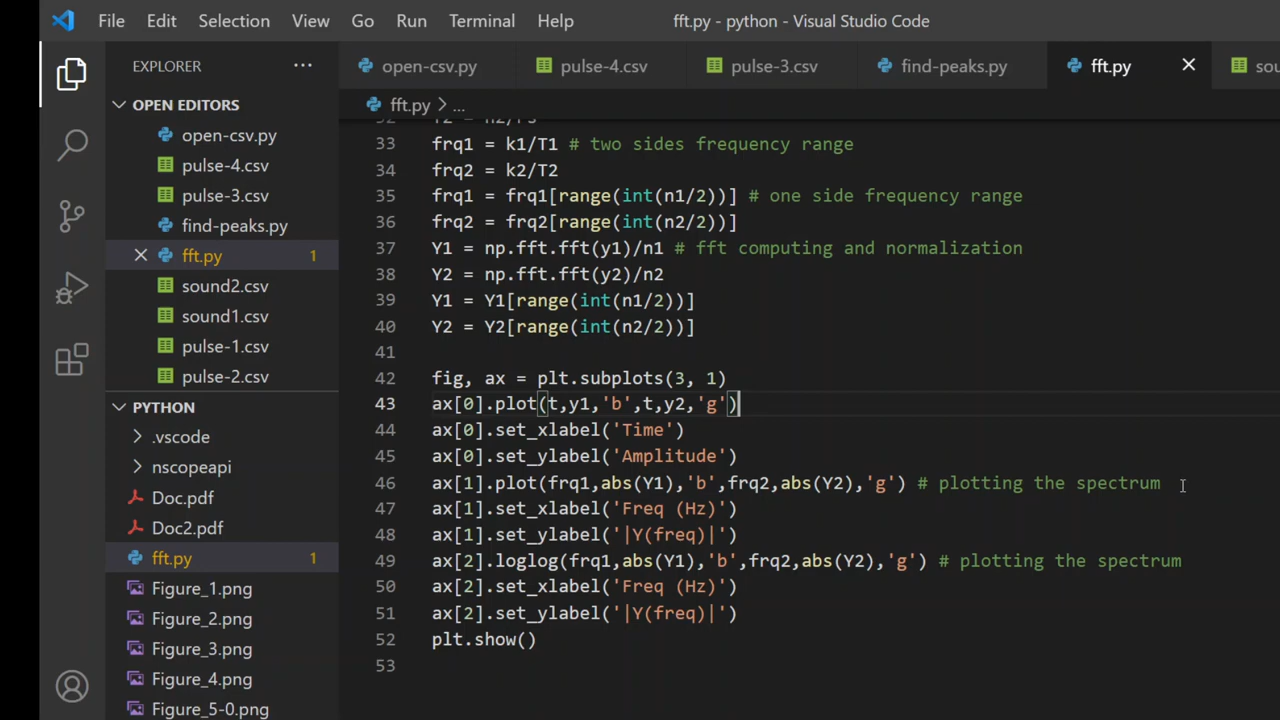 File Edit Selection View Go Run Terminal Help fft.py - python - Visual Studio Code
EXPLORER ...
OPEN EDITORS
open-csv.py
pulse-4.csv
pulse-3.csv
find-peaks.py
fft.py 1
sound2.csv
sound1.csv
pulse-1.csv
pulse-2.csv
PYTHON
.vscode
nscopeapi
Doc.pdf
Doc2.pdf
fft.py 1
Figure_1.png
Figure_2.png
Figure_3.png
Figure_4.png
Figure_5-0.png
open-csv.py pulse-4.csv pulse-3.csv find-peaks.py fft.py sou
fft.py > ...
33 frq1 = k1/T1 # two sides frequency range
34 frq2 = k2/T2
35 frq1 = frq1[range(int(n1/2))] # one side frequency range
36 frq2 = frq2[range(int(n2/2))]
37 Y1 = np.fft.fft(y1)/n1 # fft computing and normalization
38 Y2 = np.fft.fft(y2)/n2
39 Y1 = Y1[range(int(n1/2))]
40 Y2 = Y2[range(int(n2/2))]
41
42 fig, ax = plt.subplots(3, 1)
43 ax[0].plot(t,y1,'b',t,y2,'g')
44 ax[0].set_xlabel('Time')
45 ax[0].set_ylabel('Amplitude')
46 ax[1].plot(frq1,abs(Y1),'b',frq2,abs(Y2),'g') # plotting the spectrum
47 ax[1].set_xlabel('Freq (Hz)')
48 ax[1].set_ylabel('|Y(freq)|')
49 ax[2].loglog(frq1,abs(Y1),'b',frq2,abs(Y2),'g') # plotting the spectrum
50 ax[2].set_xlabel('Freq (Hz)')
51 ax[2].set_ylabel('|Y(freq)|')
52 plt.show()
53